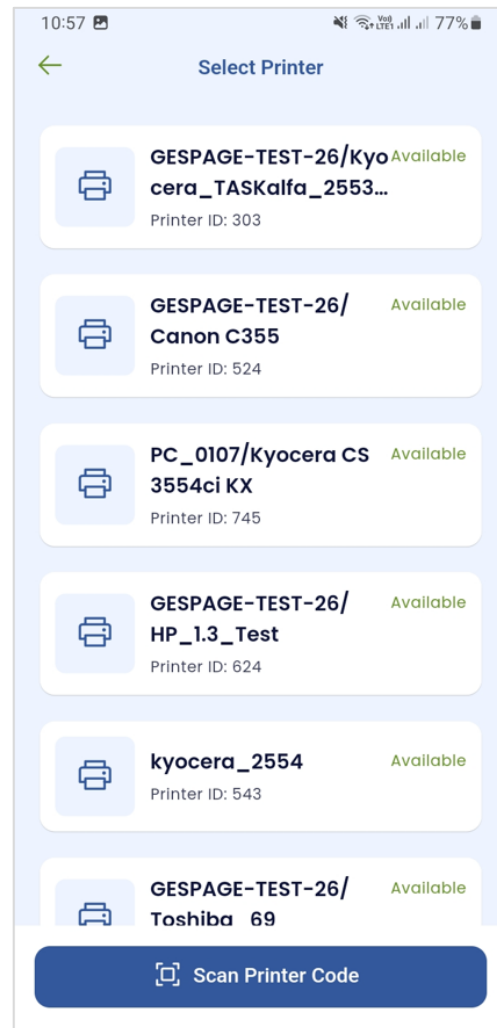 10:57 Vo)) LTE1 77%
Select Printer
GESPAGE-TEST-26/Kyo Available
cera_TASKalfa_2553...
Printer ID: 303
GESPAGE-TEST-26/ Available
Canon C355
Printer ID: 524
PC_0107/Kyocera CS Available
3554ci KX
Printer ID: 745
GESPAGE-TEST-26/ Available
HP_1.3_Test
Printer ID: 624
kyocera_2554 Available
Printer ID: 543
GESPAGE-TEST-26/ Available
Toshiba_69
Scan Printer Code